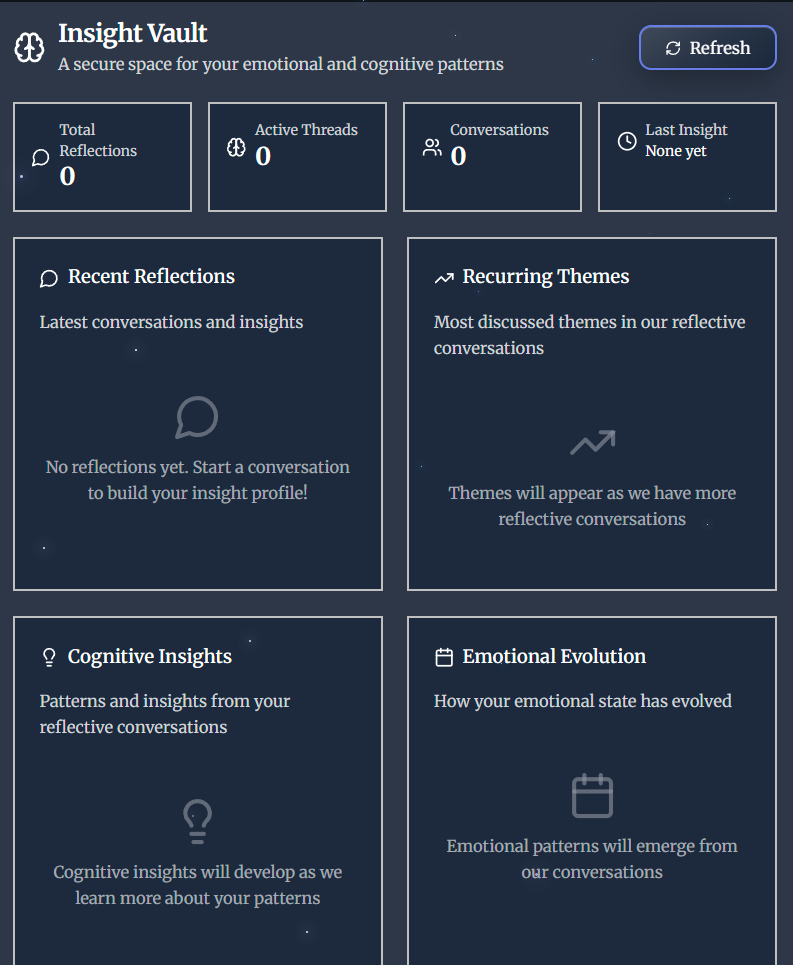 Insight Vault
A secure space for your emotional and cognitive patterns
Refresh
Total
Reflections
0
Active Threads
0
Conversations
0
Last Insight
None yet
Recent Reflections
Latest conversations and insights
No reflections yet. Start a conversation
to build your insight profile!
Recurring Themes
Most discussed themes in our reflective
conversations
Themes will appear as we have more
reflective conversations
Cognitive Insights
Patterns and insights from your
reflective conversations
Cognitive insights will develop as we
learn more about your patterns
Emotional Evolution
How your emotional state has evolved
Emotional patterns will emerge from
our conversations